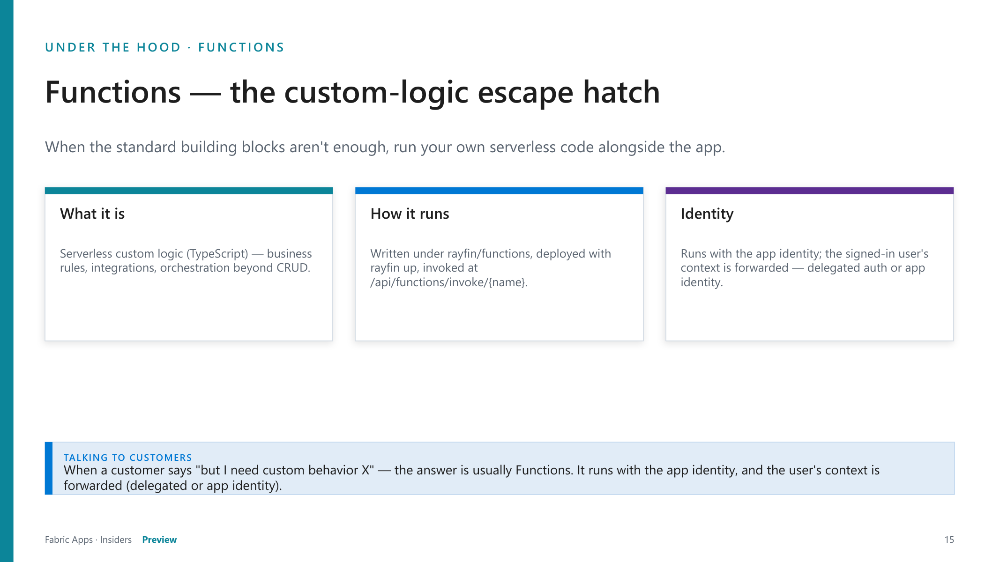 UNDER THE HOOD · FUNCTIONS
Functions — the custom-logic escape hatch
When the standard building blocks aren't enough, run your own serverless code alongside the app.
What it is
Serverless custom logic (TypeScript) — business
rules, integrations, orchestration beyond CRUD.
How it runs
Written under rayfin/functions, deployed with
rayfin up, invoked at
/api/functions/invoke/{name}.
Identity
Runs with the app identity; the signed-in user's
context is forwarded — delegated auth or app
identity.
TALKING TO CUSTOMERS
When a customer says "but I need custom behavior X" — the answer is usually Functions. It runs with the app identity, and the user's context is
forwarded (delegated or app identity).
Fabric Apps · Insiders Preview
15